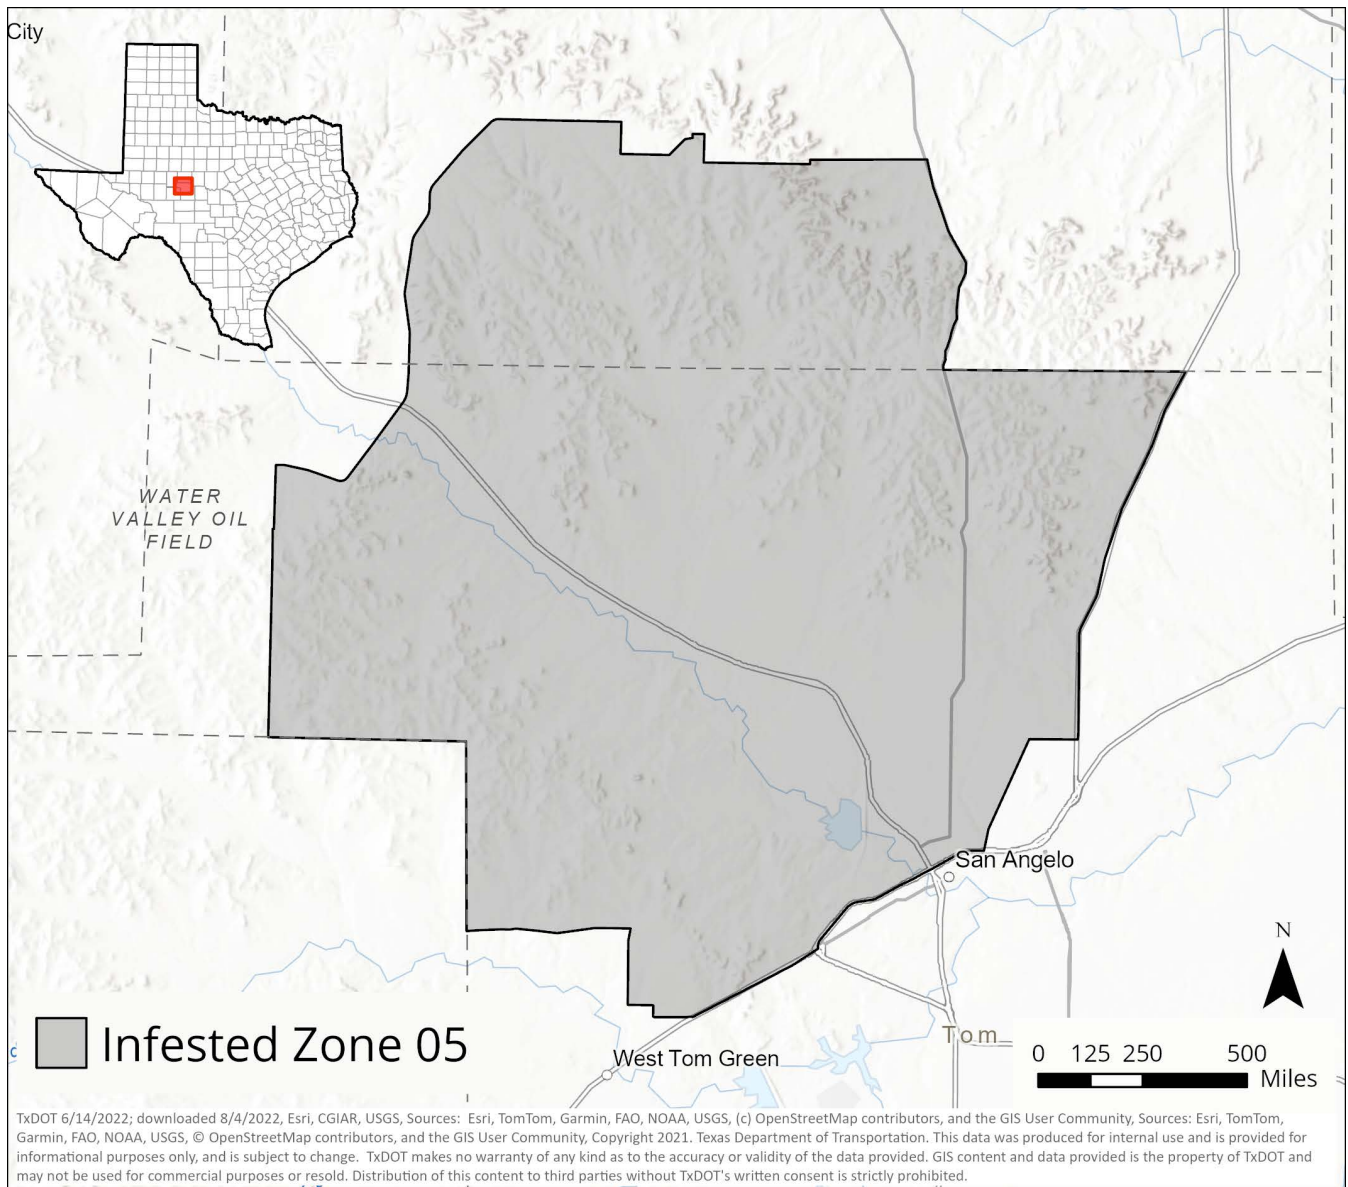 City
WATER
VALLEY OIL
FIELD
San Angelo
N
Tom
Infested Zone 05
West Tom Green
0 125 250 500
Miles
TxDOT 6/14/2022; downloaded 8/4/2022, Esri, CGIAR, USGS, Sources: Esri, TomTom, Garmin, FAO, NOAA, USGS, (c) OpenStreetMap contributors, and the GIS User Community, Sources: Esri, TomTom,
Garmin, FAO, NOAA, USGS, © OpenStreetMap contributors, and the GIS User Community, Copyright 2021. Texas Department of Transportation. This data was produced for internal use and is provided for
informational purposes only, and is subject to change. TxDOT makes no warranty of any kind as to the accuracy or validity of the data provided. GIS content and data provided is the property of TxDOT and
may not be used for commercial purposes or resold. Distribution of this content to third parties without TxDOT's written consent is strictly prohibited.